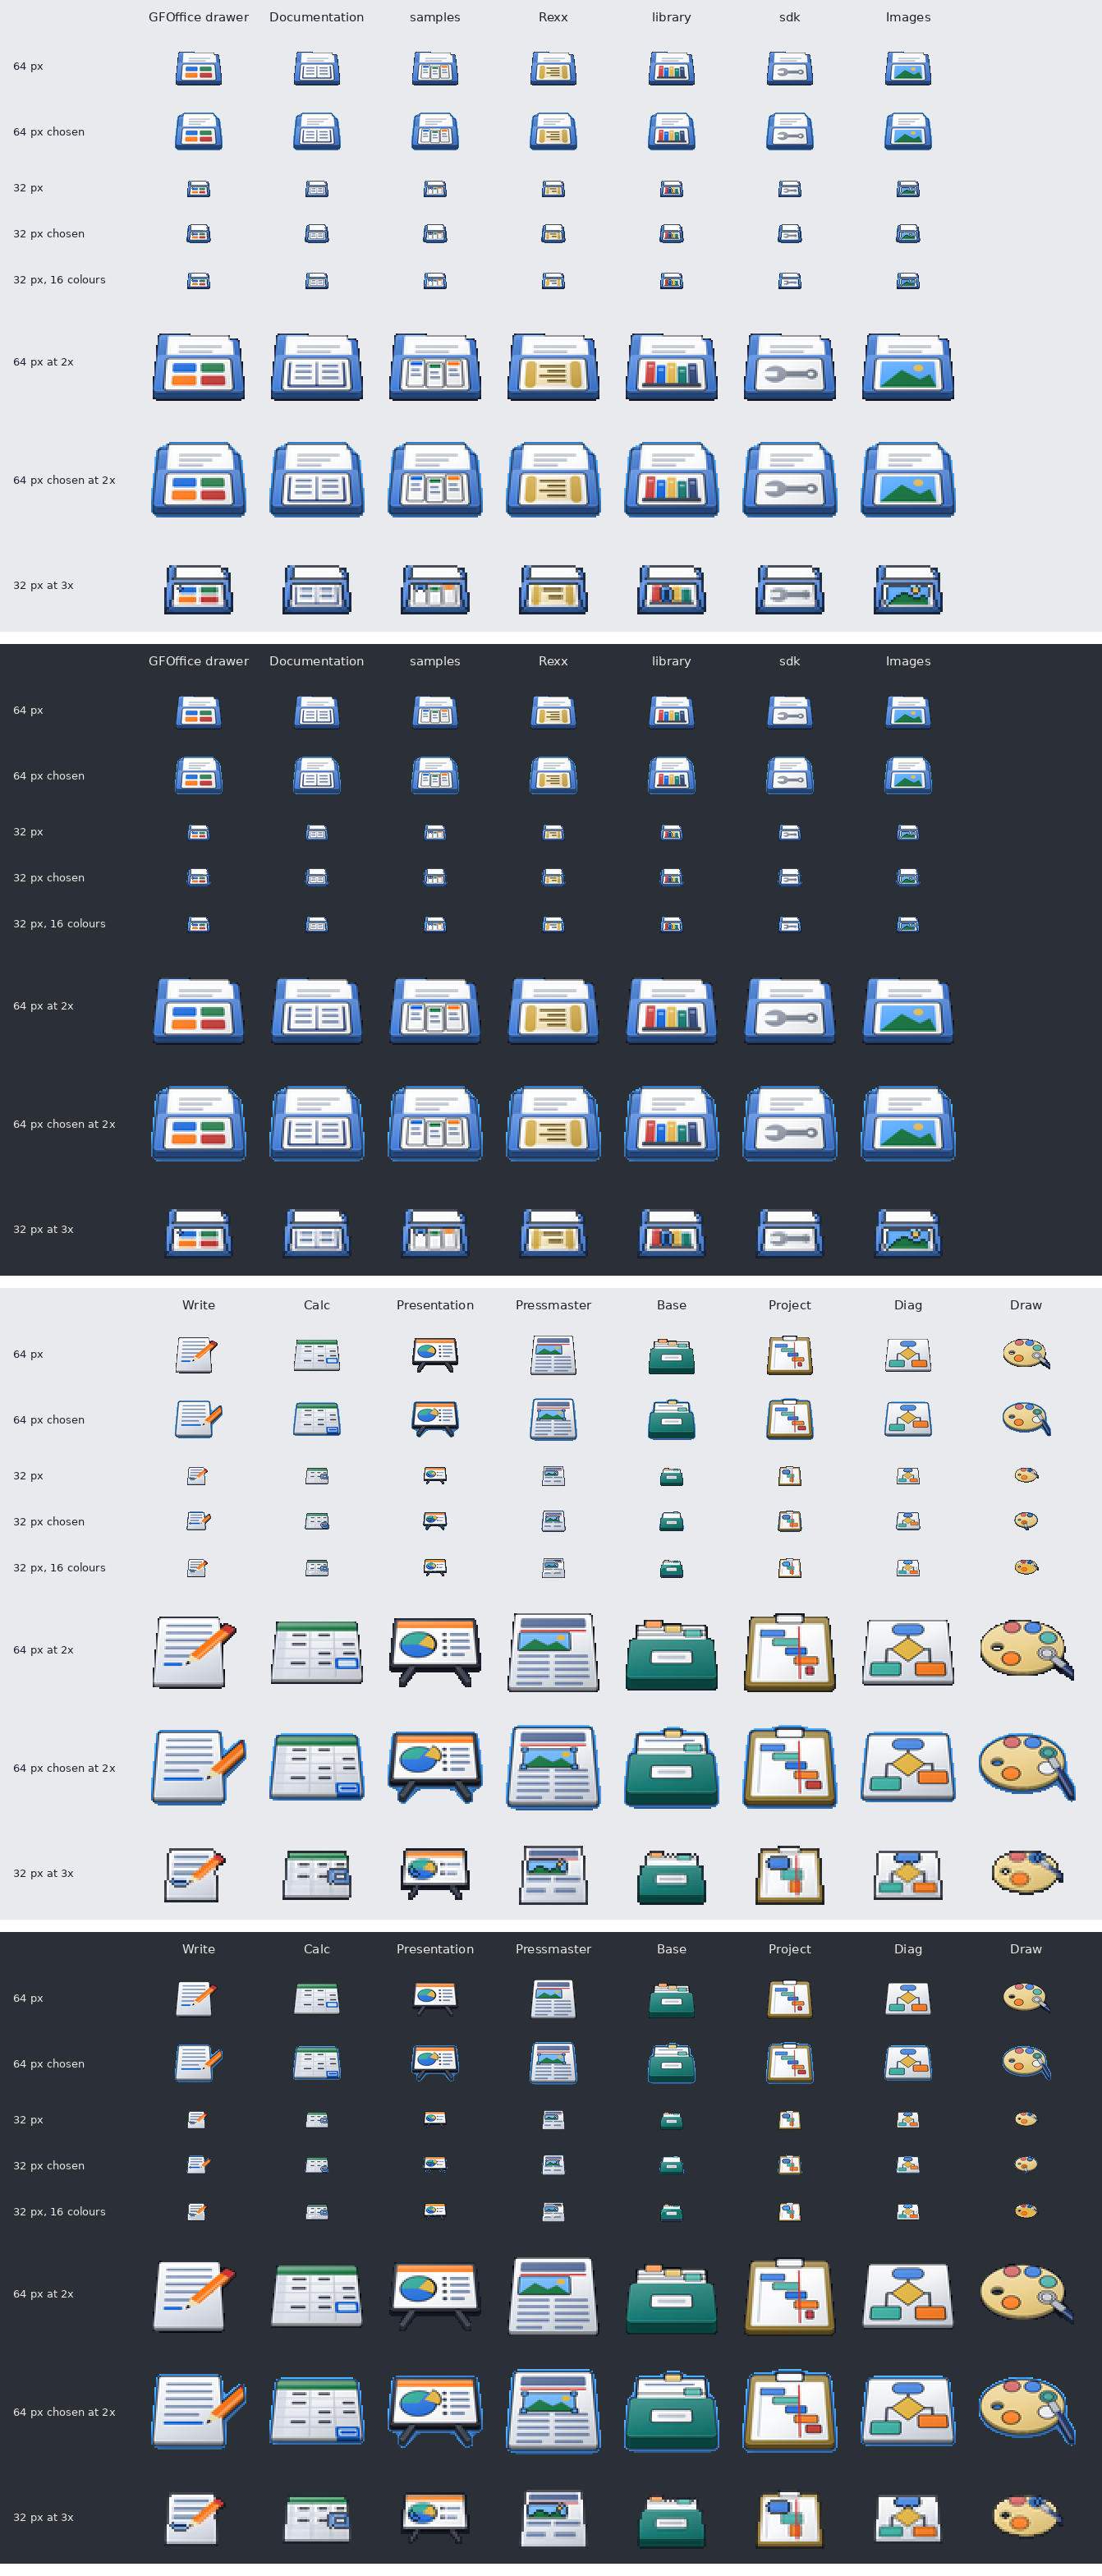 GFOffice drawer Documentation samples Rexx library sdk Images
64 px
64 px chosen
32 px
32 px chosen
32 px, 16 colours
64 px at 2x
64 px chosen at 2x
32 px at 3x
GFOffice drawer Documentation samples Rexx library sdk Images
64 px
64 px chosen
32 px
32 px chosen
32 px, 16 colours
64 px at 2x
64 px chosen at 2x
32 px at 3x
Write Calc Presentation Pressmaster Base Project Diag Draw
64 px
64 px chosen
32 px
32 px chosen
32 px, 16 colours
64 px at 2x
64 px chosen at 2x
32 px at 3x
Write Calc Presentation Pressmaster Base Project Diag Draw
64 px
64 px chosen
32 px
32 px chosen
32 px, 16 colours
64 px at 2x
64 px chosen at 2x
32 px at 3x